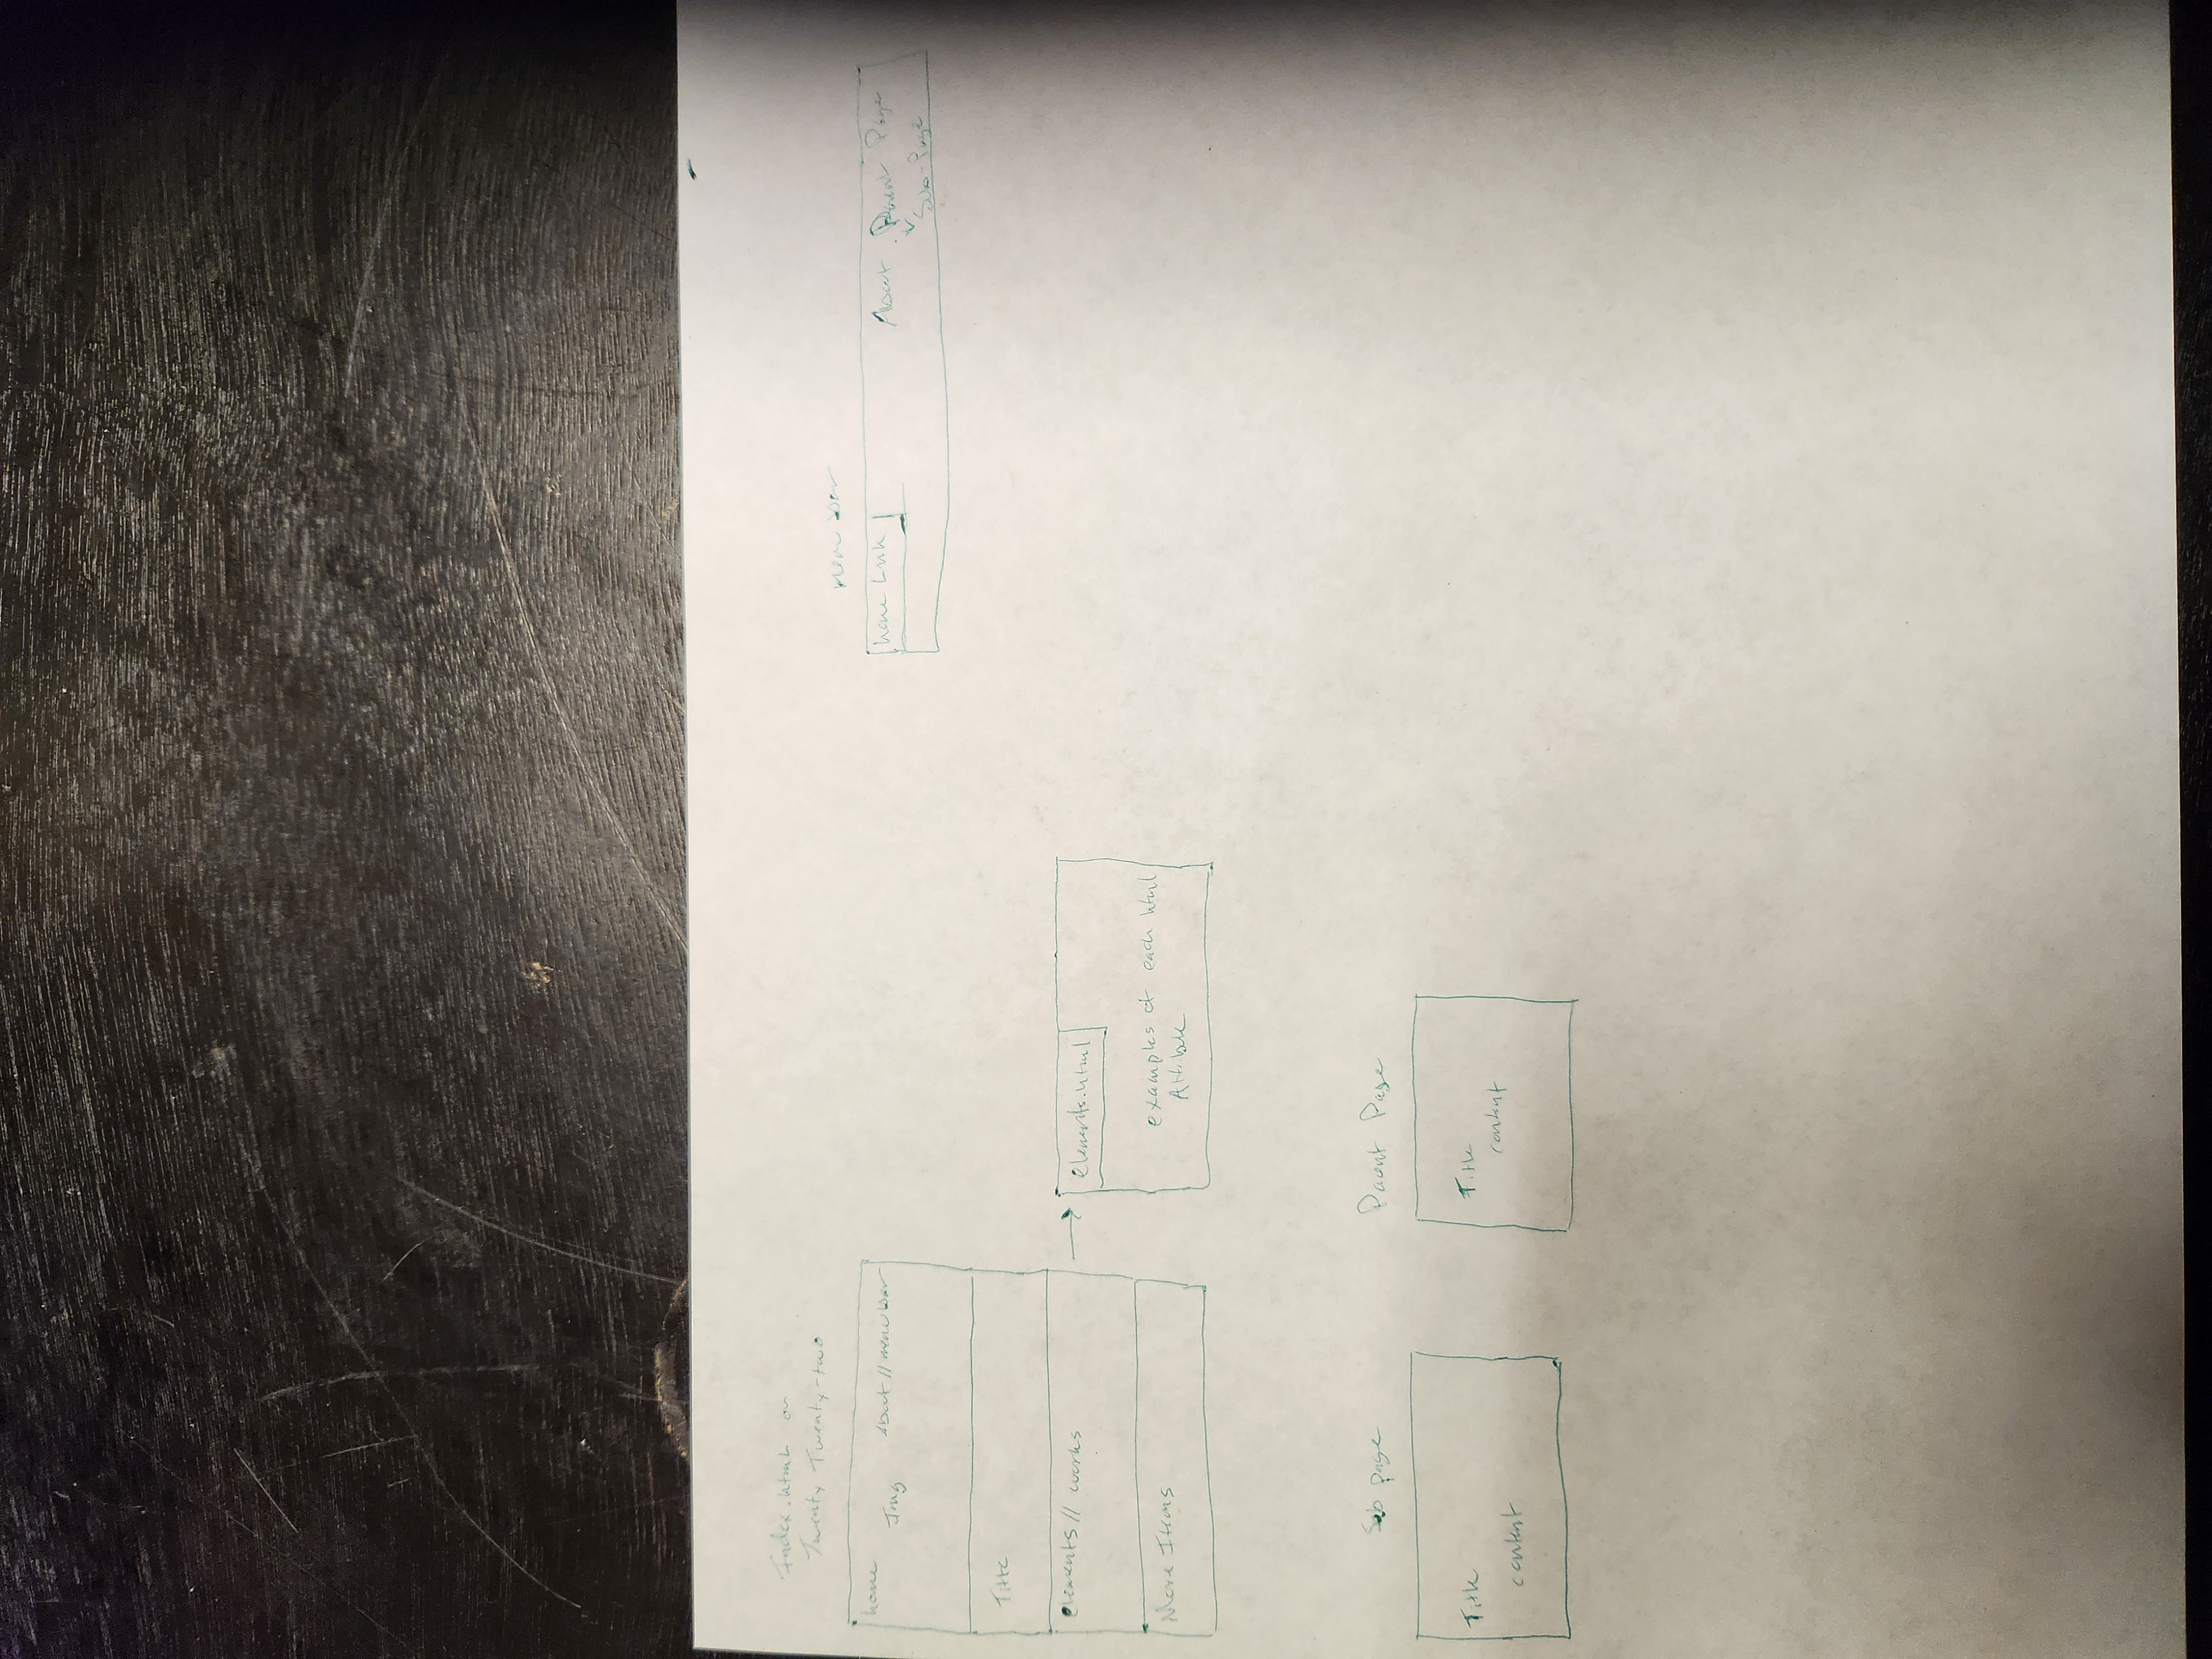 Index.html or
Twenty Twenty-two
home
Img
About // menu bar
Title
elements // works
More Items
elements.html
examples of each html
Attribute
menu bar
home Link
About
Parent Page
Sub-Page
Sub page
Title
content
Parent Page
Title
content